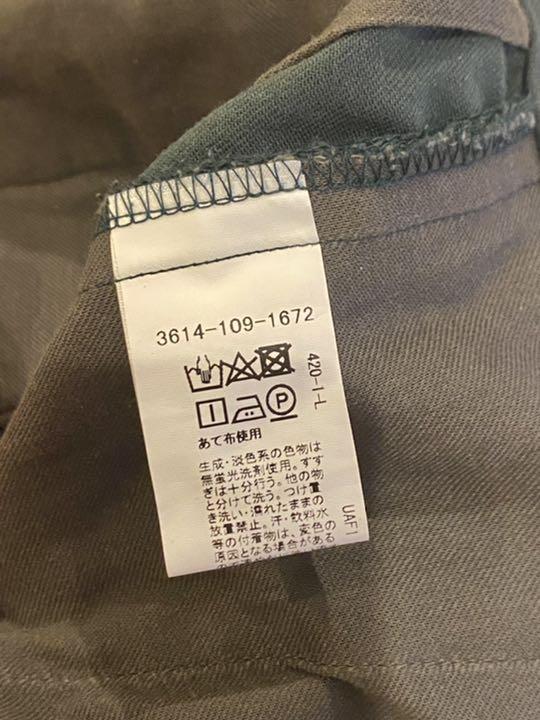 3614-109-1672
P
あて布使用
生成・淡色系の色物は
無蛍光洗剤使用。すす
ぎは十分行う。他の物
と分けて洗う。つけ置
き洗い・濡れたままの
放置禁止。汗・飲料水
等の付着物は、変色の
原因となる場合がある
420-1-L
UAFI